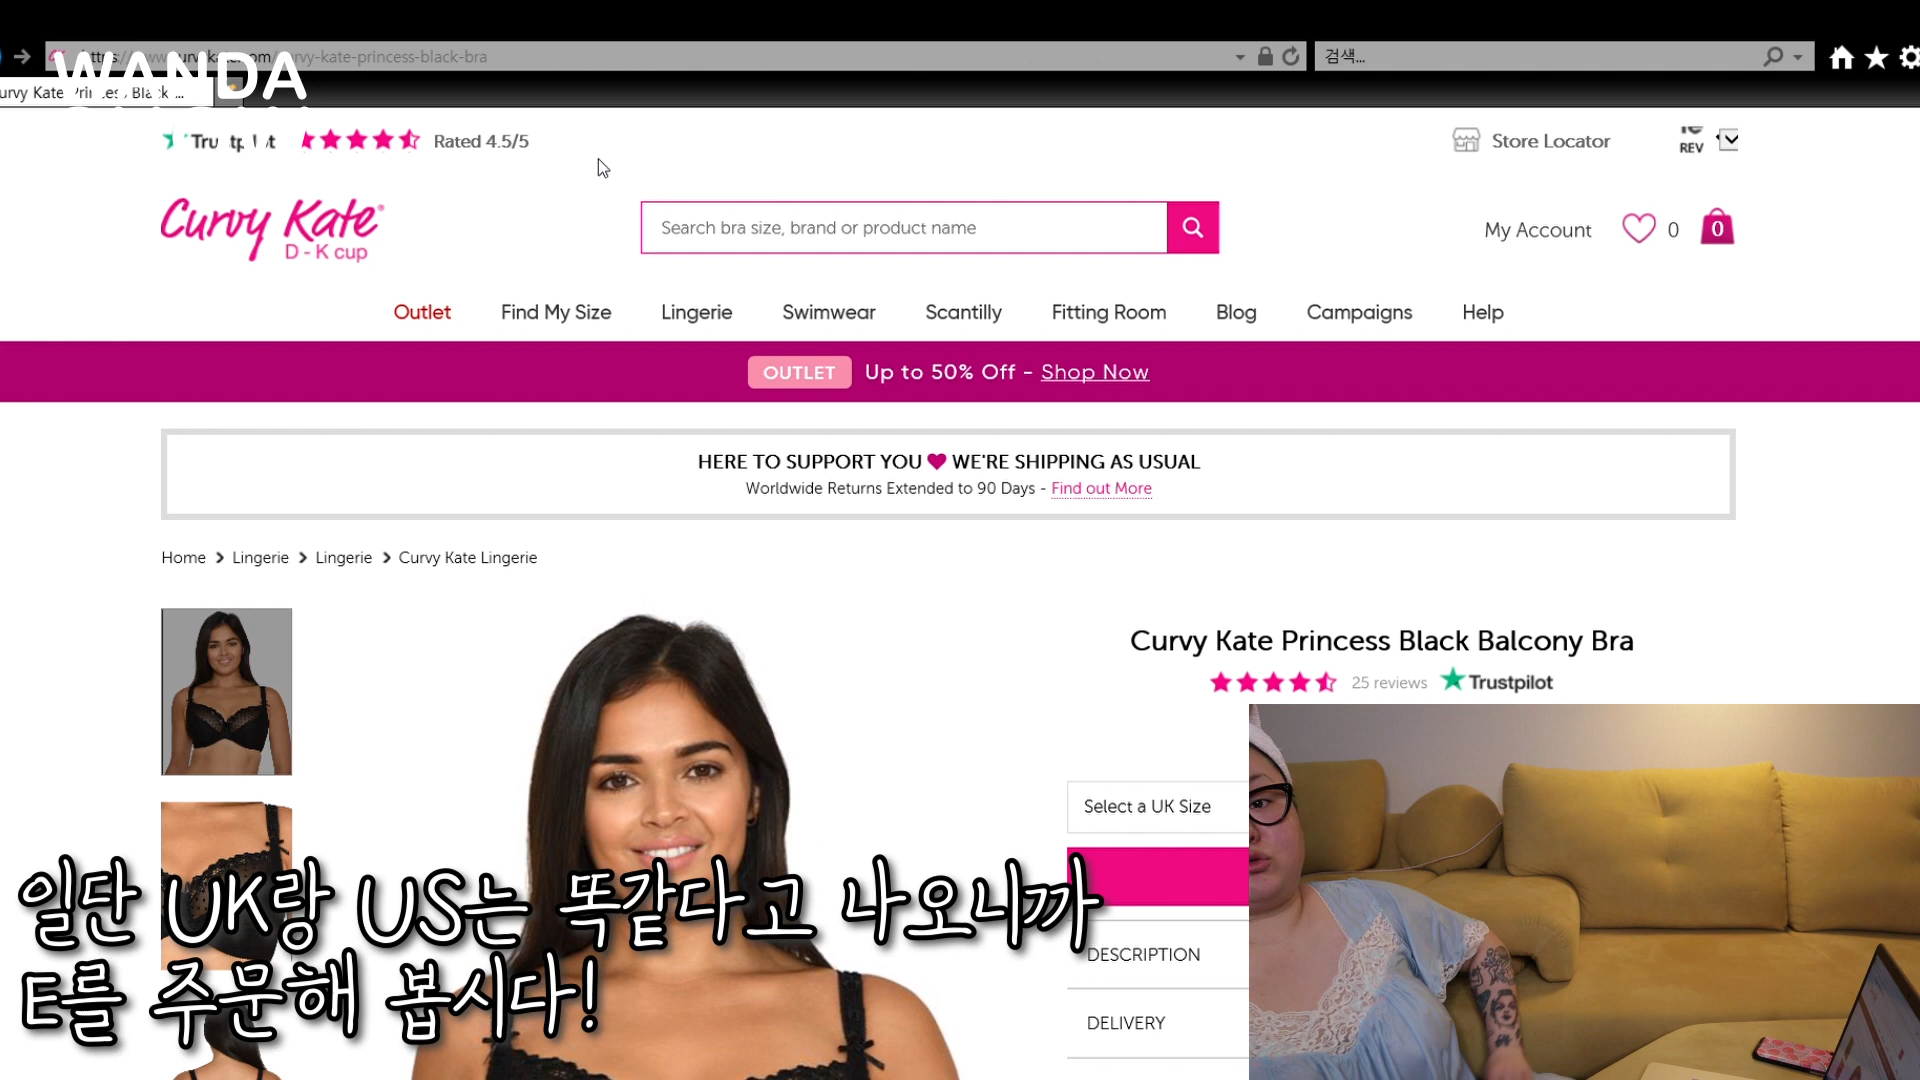 WANDA
curvy-kate-princess-black-bra
검색...
urvy Kate Princess Black ...
Trustpilot Rated 4.5/5
Store Locator
REV
Curvy Kate
D - K cup
Search bra size, brand or product name
My Account
0
0
Outlet Find My Size Lingerie Swimwear Scantilly Fitting Room Blog Campaigns Help
OUTLET Up to 50% Off - Shop Now
HERE TO SUPPORT YOU WE'RE SHIPPING AS USUAL
Worldwide Returns Extended to 90 Days - Find out More
Home Lingerie Lingerie Curvy Kate Lingerie
Curvy Kate Princess Black Balcony Bra
25 reviews Trustpilot
Select a UK Size
DESCRIPTION
DELIVERY
일단 UK랑 US는 똑같다고 나오니까
E를 주문해 봅시다!